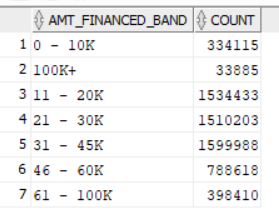 AMT_FINANCED_BAND COUNT
1 0 - 10K 334115
2 100K+ 33885
3 11 - 20K 1534433
4 21 - 30K 1510203
5 31 - 45K 1599988
6 46 - 60K 788618
7 61 - 100K 398410